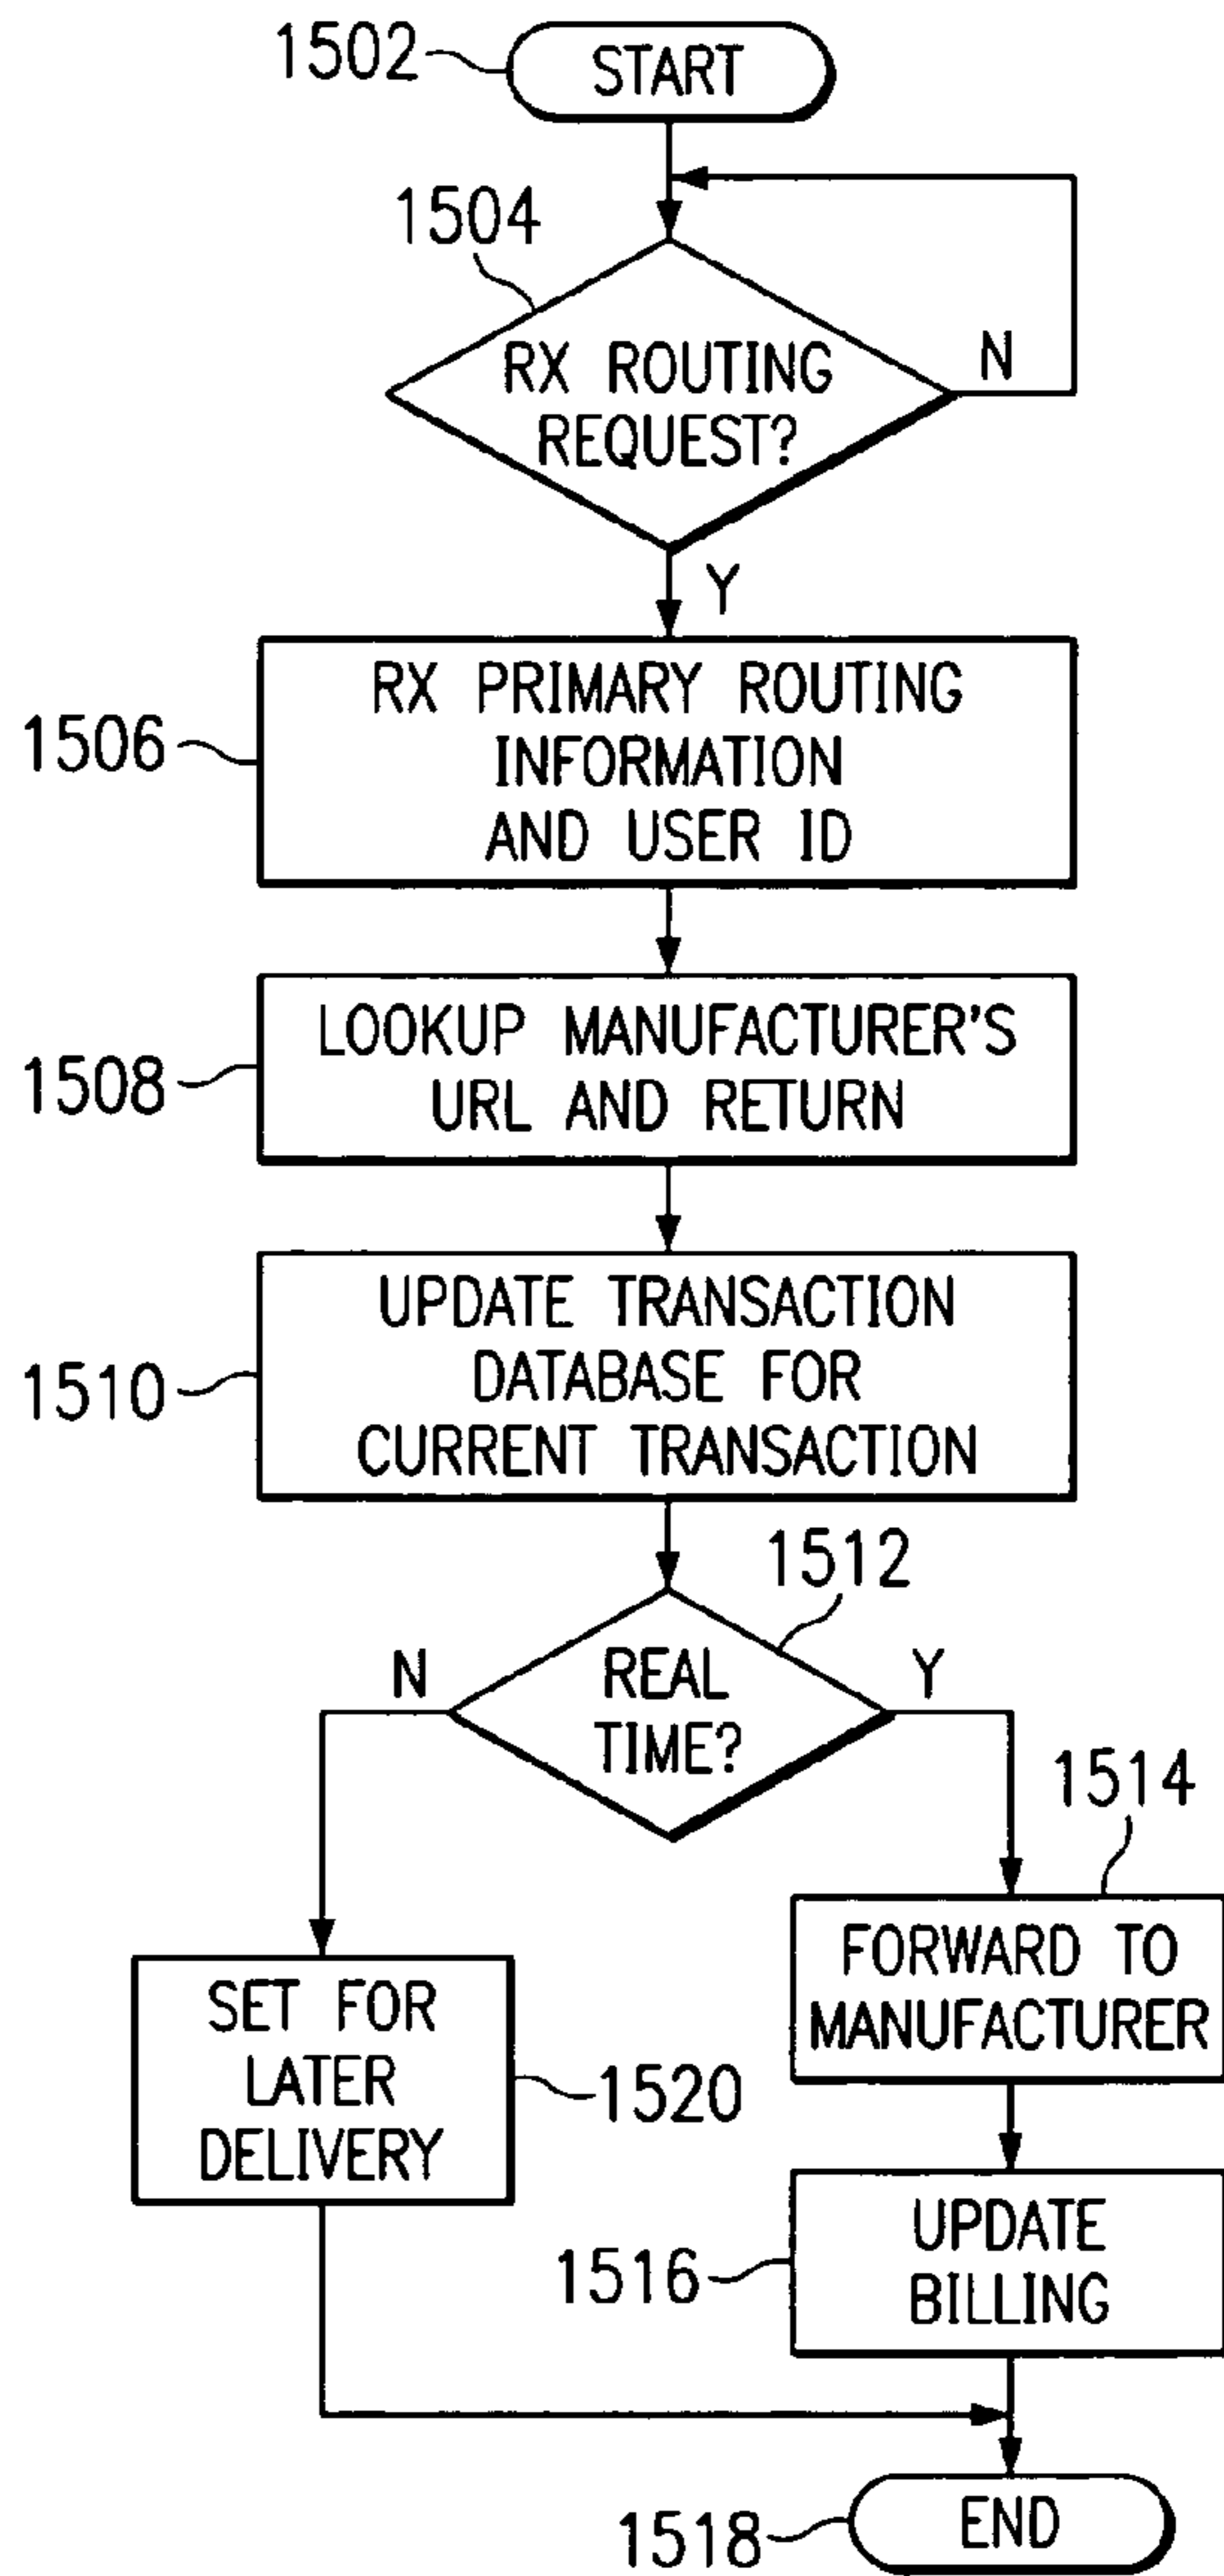 1502
START
1504
RX ROUTING
REQUEST?
N
Y
1506
RX PRIMARY ROUTING
INFORMATION
AND USER ID
1508
LOOKUP MANUFACTURER'S
URL AND RETURN
1510
UPDATE TRANSACTION
DATABASE FOR
CURRENT TRANSACTION
1512
N
REAL
TIME?
Y
1514
FORWARD TO
MANUFACTURER
SET FOR
LATER
DELIVERY
1520
1516
UPDATE
BILLING
1518
END